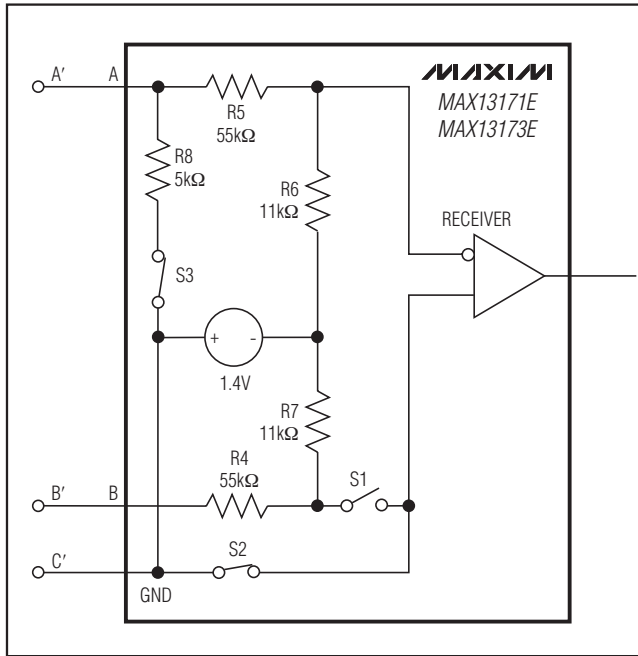 A′ A
MAXIM
MAX13171E
MAX13173E
R5
55kΩ
R8
5kΩ
R6
11kΩ
RECEIVER
S3
+ -
1.4V
R7
11kΩ
R4
55kΩ
S1
B′ B
S2
C′
GND